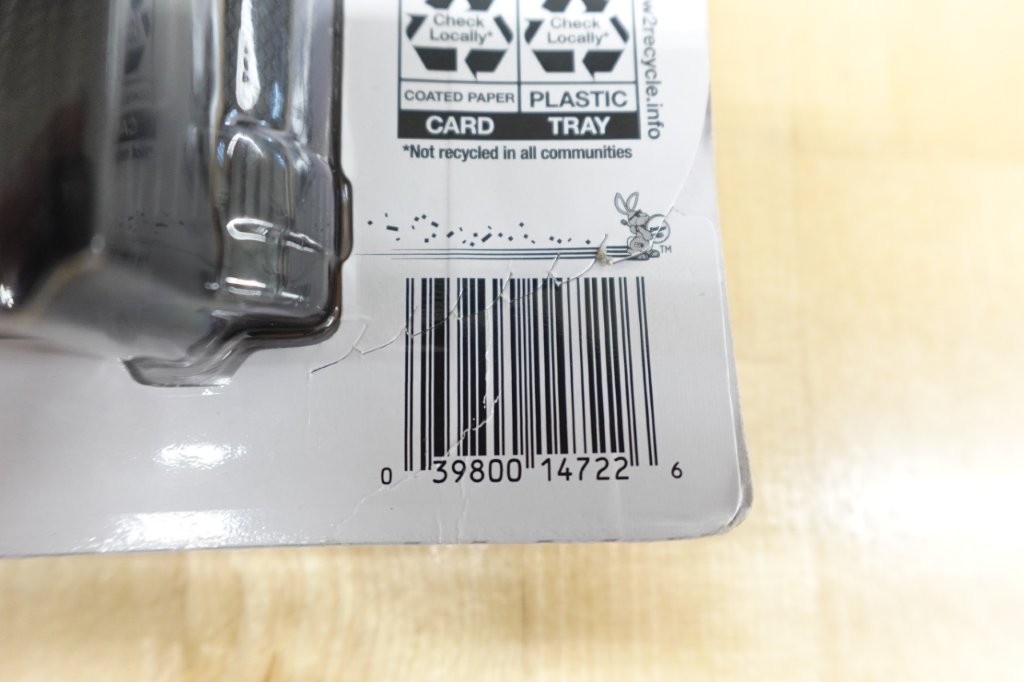 Check Locally* Check Locally*
COATED PAPER PLASTIC
CARD TRAY
*Not recycled in all communities
w2recycle.info
TM
0 39800 14722 6